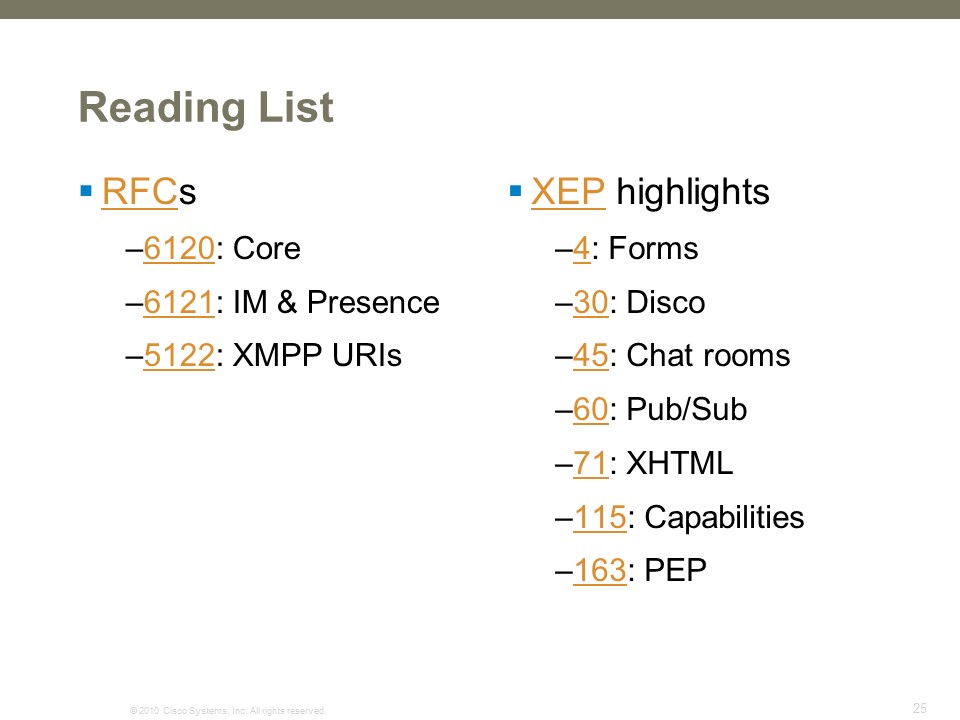 Reading List
▪ RFCs
–6120: Core
–6121: IM & Presence
–5122: XMPP URIs
▪ XEP highlights
–4: Forms
–30: Disco
–45: Chat rooms
–60: Pub/Sub
–71: XHTML
–115: Capabilities
–163: PEP
© 2010 Cisco Systems, Inc. All rights reserved.
25